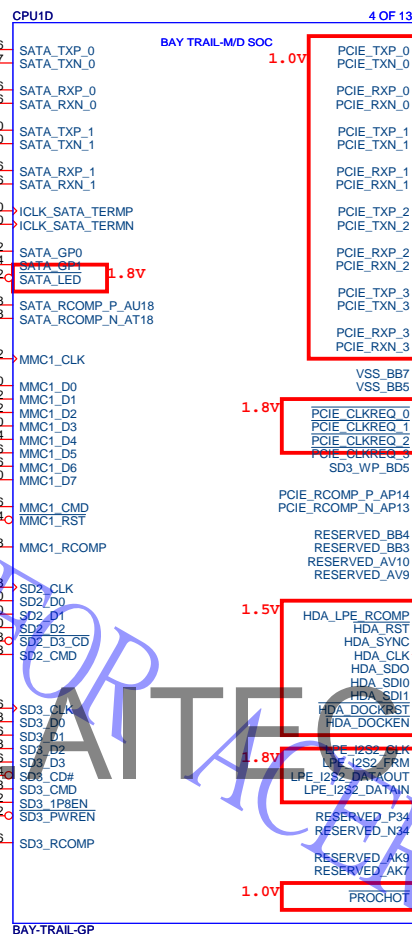 CPU1D
4 OF 13
BAY TRAIL-M/D SOC
SATA_TXP_0
SATA_TXN_0
SATA_RXP_0
SATA_RXN_0
SATA_TXP_1
SATA_TXN_1
SATA_RXP_1
SATA_RXN_1
ICLK_SATA_TERMP
ICLK_SATA_TERMN
SATA_GP0
SATA_GP1
SATA_LED
1.8V
SATA_RCOMP_P_AU18
SATA_RCOMP_N_AT18
MMC1_CLK
MMC1_D0
MMC1_D1
MMC1_D2
MMC1_D3
MMC1_D4
MMC1_D5
MMC1_D6
MMC1_D7
MMC1_CMD
MMC1_RST
MMC1_RCOMP
SD2_CLK
SD2_D0
SD2_D1
SD2_D2
SD2_D3_CD
SD2_CMD
SD3_CLK
SD3_D0
SD3_D1
SD3_D2
SD3_D3
SD3_CD#
SD3_CMD
SD3_1P8EN
SD3_PWREN
SD3_RCOMP
1.0V
PCIE_TXP_0
PCIE_TXN_0
PCIE_RXP_0
PCIE_RXN_0
PCIE_TXP_1
PCIE_TXN_1
PCIE_RXP_1
PCIE_RXN_1
PCIE_TXP_2
PCIE_TXN_2
PCIE_RXP_2
PCIE_RXN_2
PCIE_TXP_3
PCIE_TXN_3
PCIE_RXP_3
PCIE_RXN_3
VSS_BB7
VSS_BB5
1.8V
PCIE_CLKREQ_0
PCIE_CLKREQ_1
PCIE_CLKREQ_2
PCIE_CLKREQ_3
SD3_WP_BD5
PCIE_RCOMP_P_AP14
PCIE_RCOMP_N_AP13
RESERVED_BB4
RESERVED_BB3
RESERVED_AV10
RESERVED_AV9
1.5V
HDA_LPE_RCOMP
HDA_RST
HDA_SYNC
HDA_CLK
HDA_SDO
HDA_SDI0
HDA_SDI1
HDA_DOCKRST
HDA_DOCKEN
1.8V
LPE_I2S2_CLK
LPE_I2S2_FRM
LPE_I2S2_DATAOUT
LPE_I2S2_DATAIN
RESERVED_P34
RESERVED_N34
RESERVED_AK9
RESERVED_AK7
1.0V
PROCHOT
BAY-TRAIL-GP
AITEC
FOR ACER